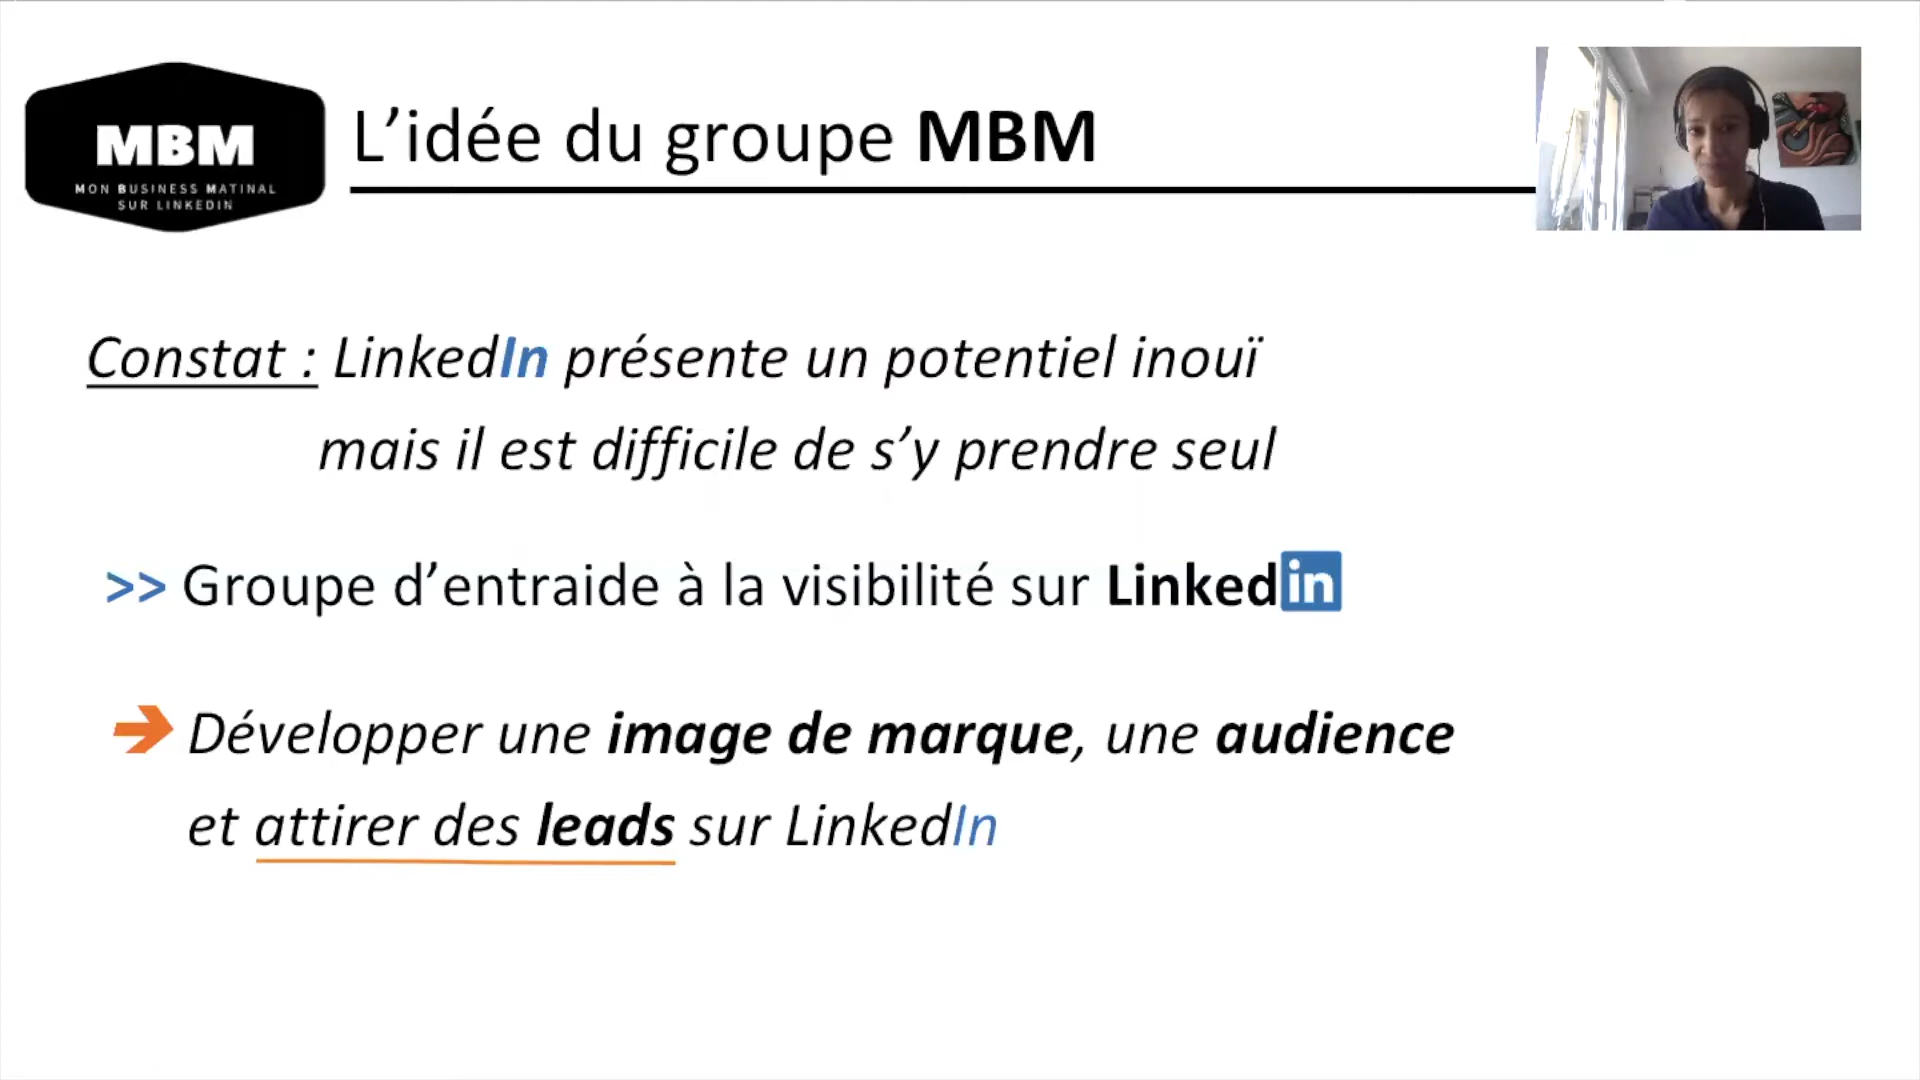 MBM
MON BUSINESS MATINAL
SUR LINKEDIN
L’idée du groupe MBM
Constat : LinkedIn présente un potentiel inouï
mais il est difficile de s’y prendre seul
>> Groupe d’entraide à la visibilité sur Linkedin
➔ Développer une image de marque, une audience
et attirer des leads sur LinkedIn